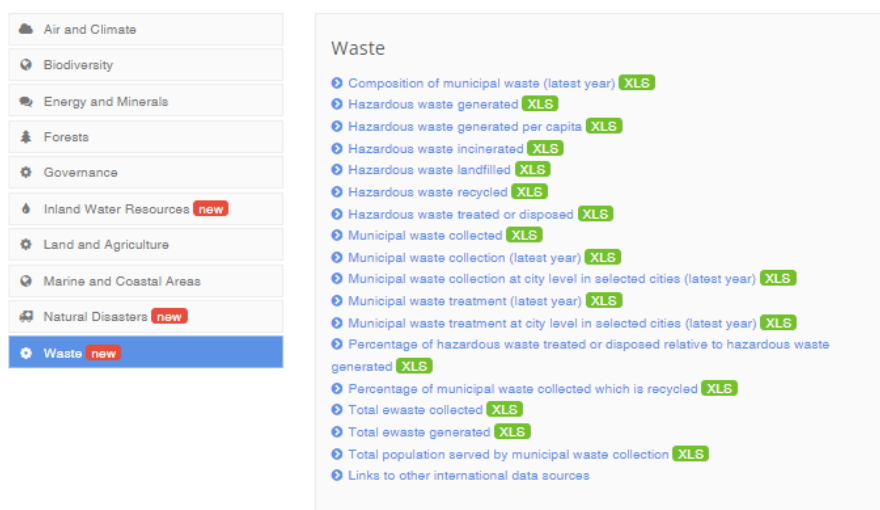 Air and Climate
Biodiversity
Energy and Minerals
Forests
Governance
Inland Water Resources new
Land and Agriculture
Marine and Coastal Areas
Natural Disasters new
Waste new
Waste
Composition of municipal waste (latest year) XLS
Hazardous waste generated XLS
Hazardous waste generated per capita XLS
Hazardous waste incinerated XLS
Hazardous waste landfilled XLS
Hazardous waste recycled XLS
Hazardous waste treated or disposed XLS
Municipal waste collected XLS
Municipal waste collection (latest year) XLS
Municipal waste collection at city level in selected cities (latest year) XLS
Municipal waste treatment (latest year) XLS
Municipal waste treatment at city level in selected cities (latest year) XLS
Percentage of hazardous waste treated or disposed relative to hazardous waste
generated XLS
Percentage of municipal waste collected which is recycled XLS
Total ewaste collected XLS
Total ewaste generated XLS
Total population served by municipal waste collection XLS
Links to other international data sources